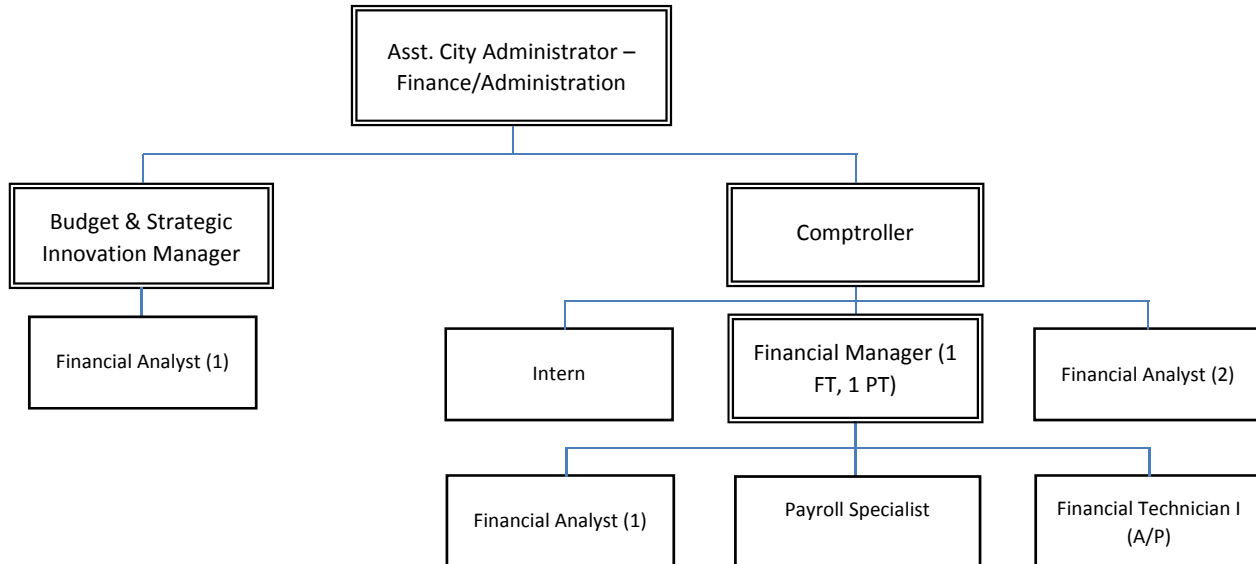 Asst. City Administrator –
Finance/Administration
Budget & Strategic
Innovation Manager
Comptroller
Financial Analyst (1)
Intern
Financial Manager (1
FT, 1 PT)
Financial Analyst (2)
Financial Analyst (1)
Payroll Specialist
Financial Technician I
(A/P)